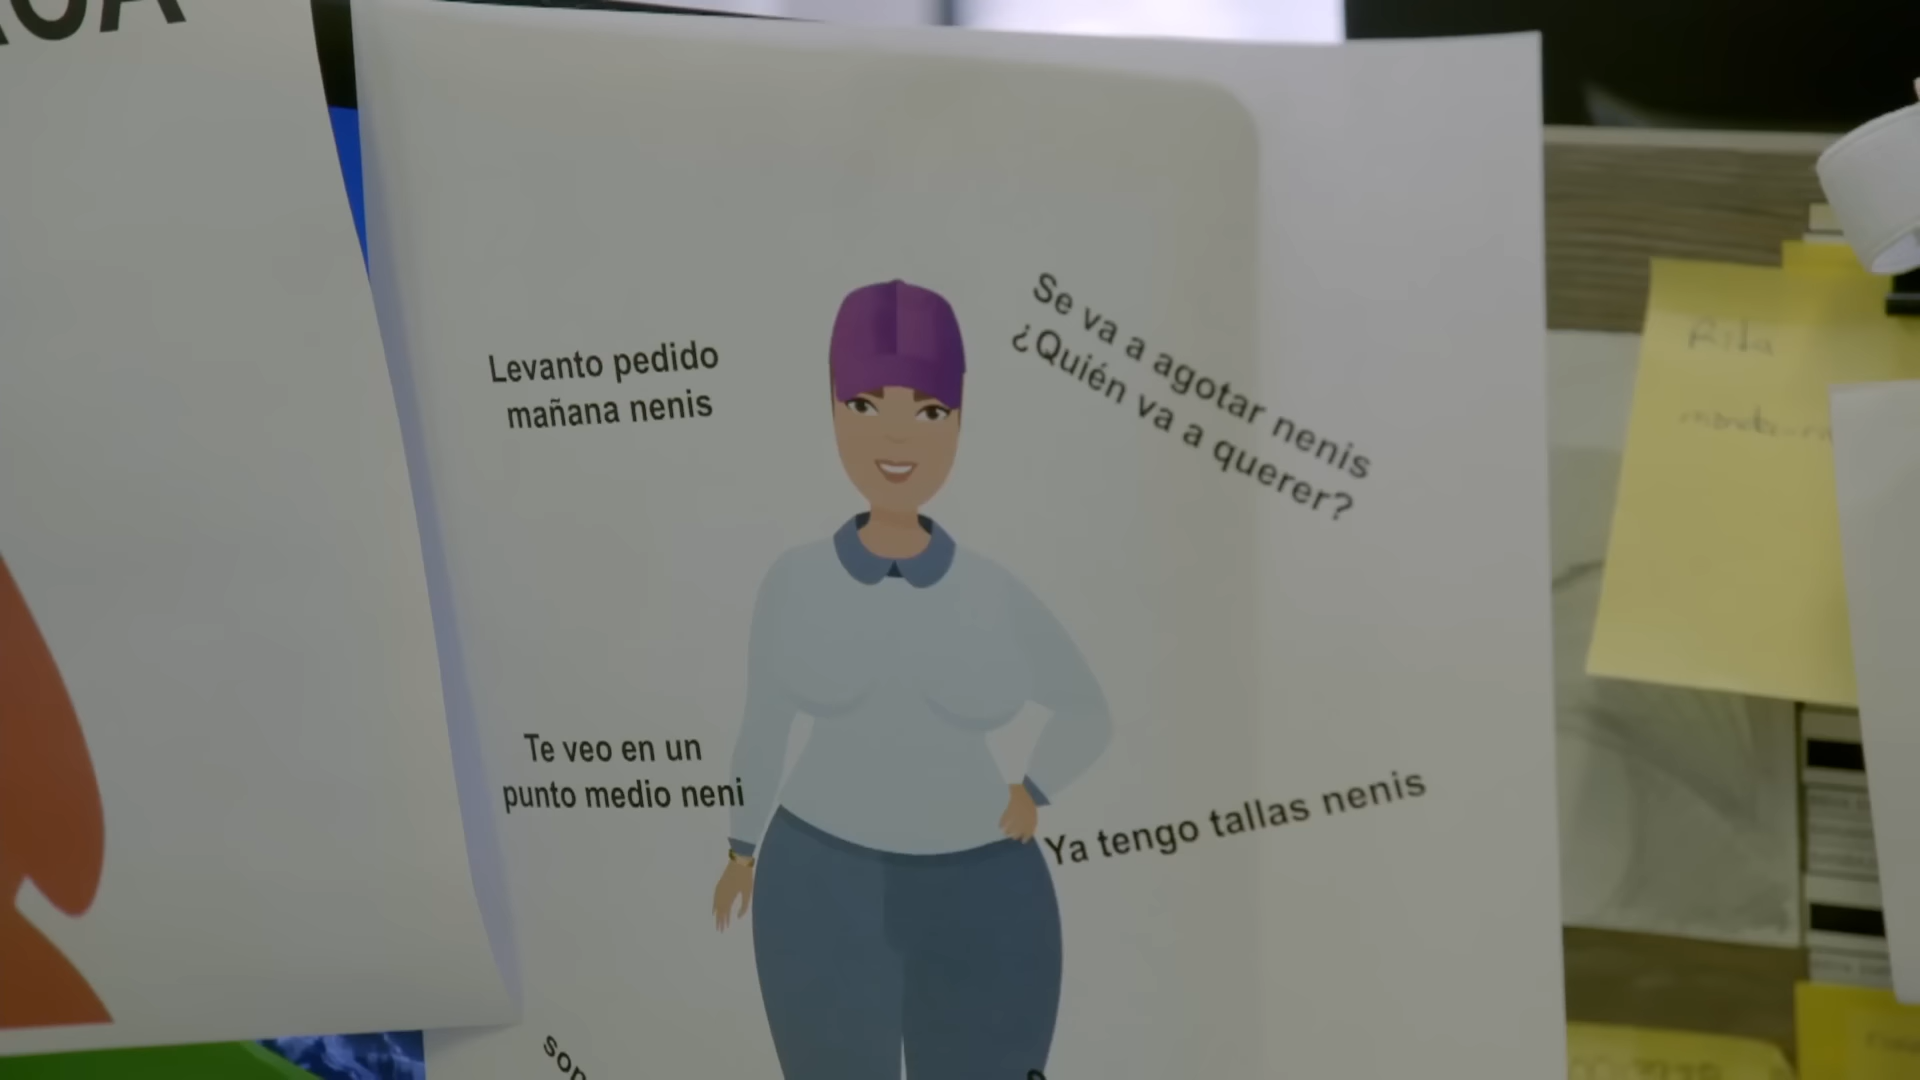 Se va a agotar nenis
¿Quién va a querer?
Levanto pedido
mañana nenis
Te veo en un
punto medio neni
Ya tengo tallas nenis